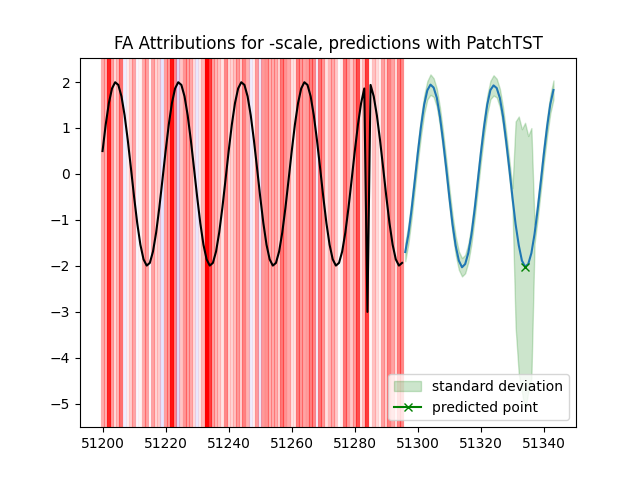 FA Attributions for -scale, predictions with PatchTST
2
1
0
−1
−2
−3
−4
−5
standard deviation
predicted point
51200 51220 51240 51260 51280 51300 51320 51340